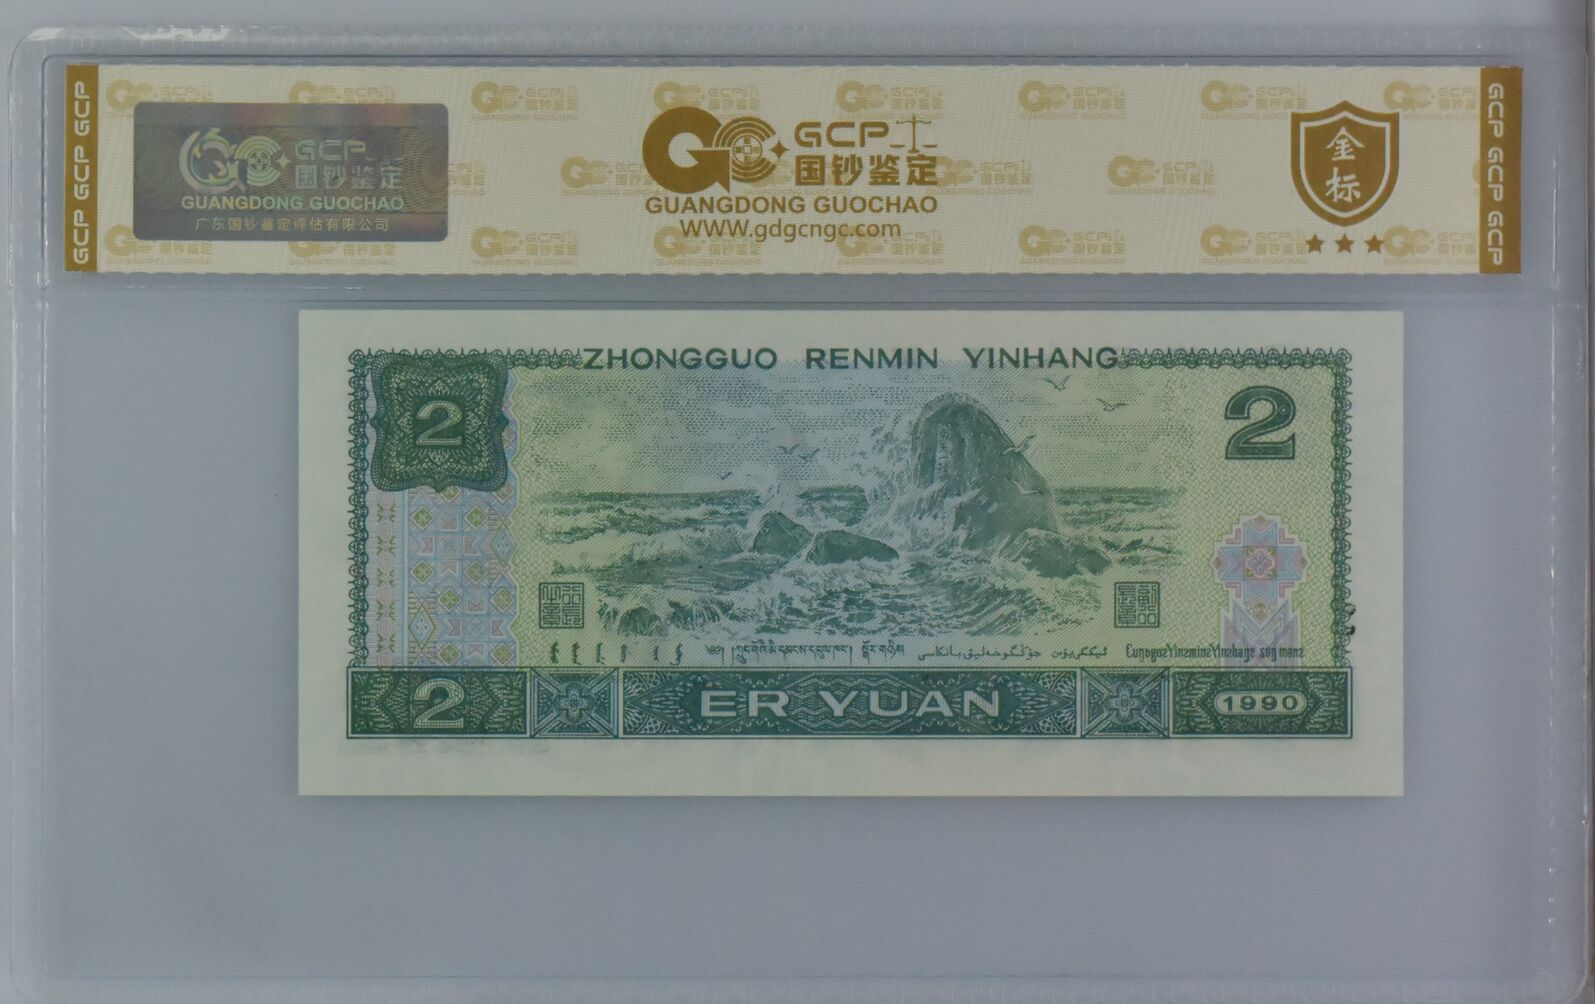 GCP GCP GCP
GCP
国钞鉴定
GUANGDONG GUOCHAO
广东国钞鉴定评估有限公司
GCP
国钞鉴定
GUANGDONG GUOCHAO
WWW.gdgcngc.com
金标
GCP GCP GCP
ZHONGGUO RENMIN YINHANG
2
2
2
ER YUAN
1990